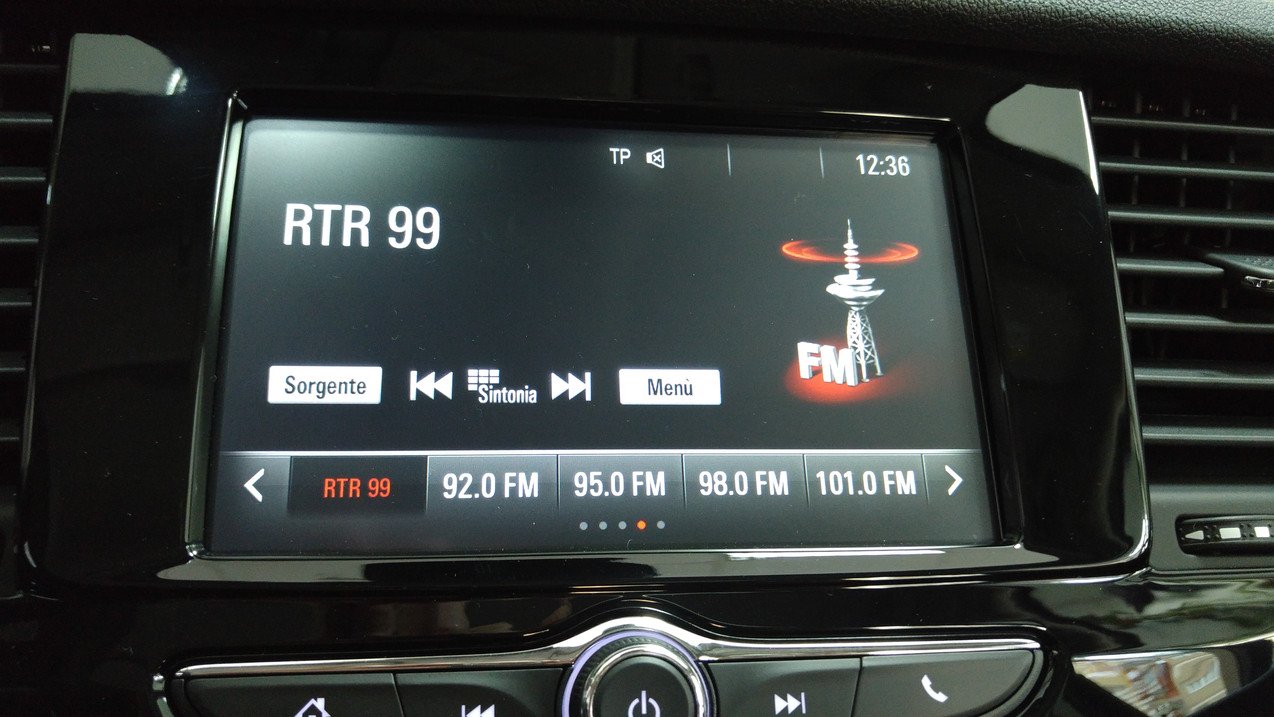 TP
12:36
RTR 99
FM
Sorgente
Sintonia
Menù
RTR 99
92.0 FM
95.0 FM
98.0 FM
101.0 FM